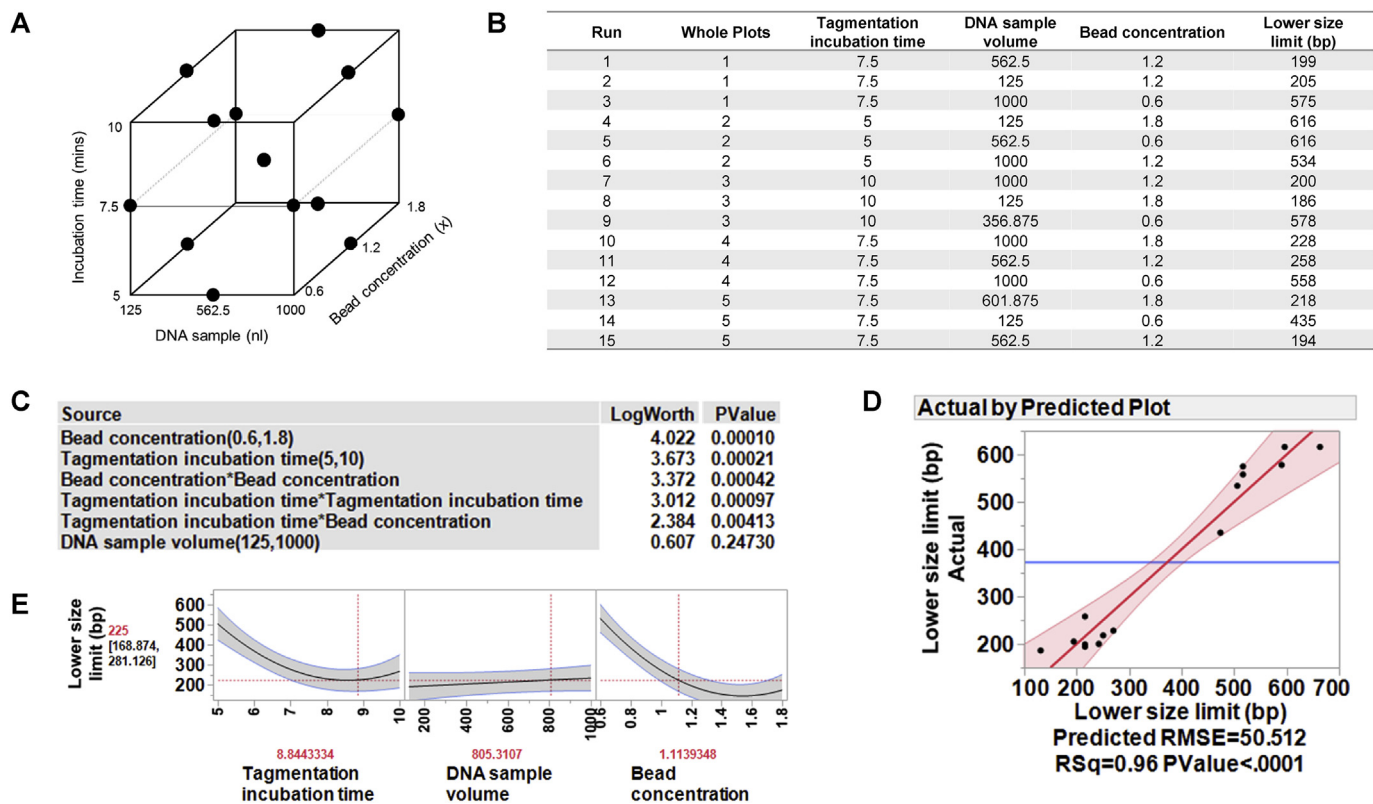 A
10
7.5
5
Incubation time (mins)
125
562.5
1000
DNA sample (nl)
0.6
1.2
1.8
Bead concentration (x)
B
Run Whole Plots Tagmentation incubation time DNA sample volume Bead concentration Lower size limit (bp)
1 1 7.5 562.5 1.2 199
2 1 7.5 125 1.2 205
3 1 7.5 1000 0.6 575
4 2 5 125 1.8 616
5 2 5 562.5 0.6 616
6 2 5 1000 1.2 534
7 3 10 1000 1.2 200
8 3 10 125 1.8 186
9 3 10 356.875 0.6 578
10 4 7.5 1000 1.8 228
11 4 7.5 562.5 1.2 258
12 4 7.5 1000 0.6 558
13 5 7.5 601.875 1.8 218
14 5 7.5 125 0.6 435
15 5 7.5 562.5 1.2 194
C
Source LogWorth PValue
Bead concentration(0.6,1.8) 4.022 0.00010
Tagmentation incubation time(5,10) 3.673 0.00021
Bead concentration*Bead concentration 3.372 0.00042
Tagmentation incubation time*Tagmentation incubation time 3.012 0.00097
Tagmentation incubation time*Bead concentration 2.384 0.00413
DNA sample volume(125,1000) 0.607 0.24730
D
Actual by Predicted Plot
Lower size limit (bp)
Actual
600
500
400
300
200
100 200 300 400 500 600 700
Lower size limit (bp)
Predicted RMSE=50.512
RSq=0.96 PValue<.0001
E
Lower size
limit (bp)
225
[168.874,
281.126]
600
500
400
300
200
5 6 7 8 9 10
200 400 600 800 1000
0.6 0.8 1 1.2 1.4 1.6 1.8
8.8443334
Tagmentation
incubation time
805.3107
DNA sample
volume
1.1139348
Bead
concentration